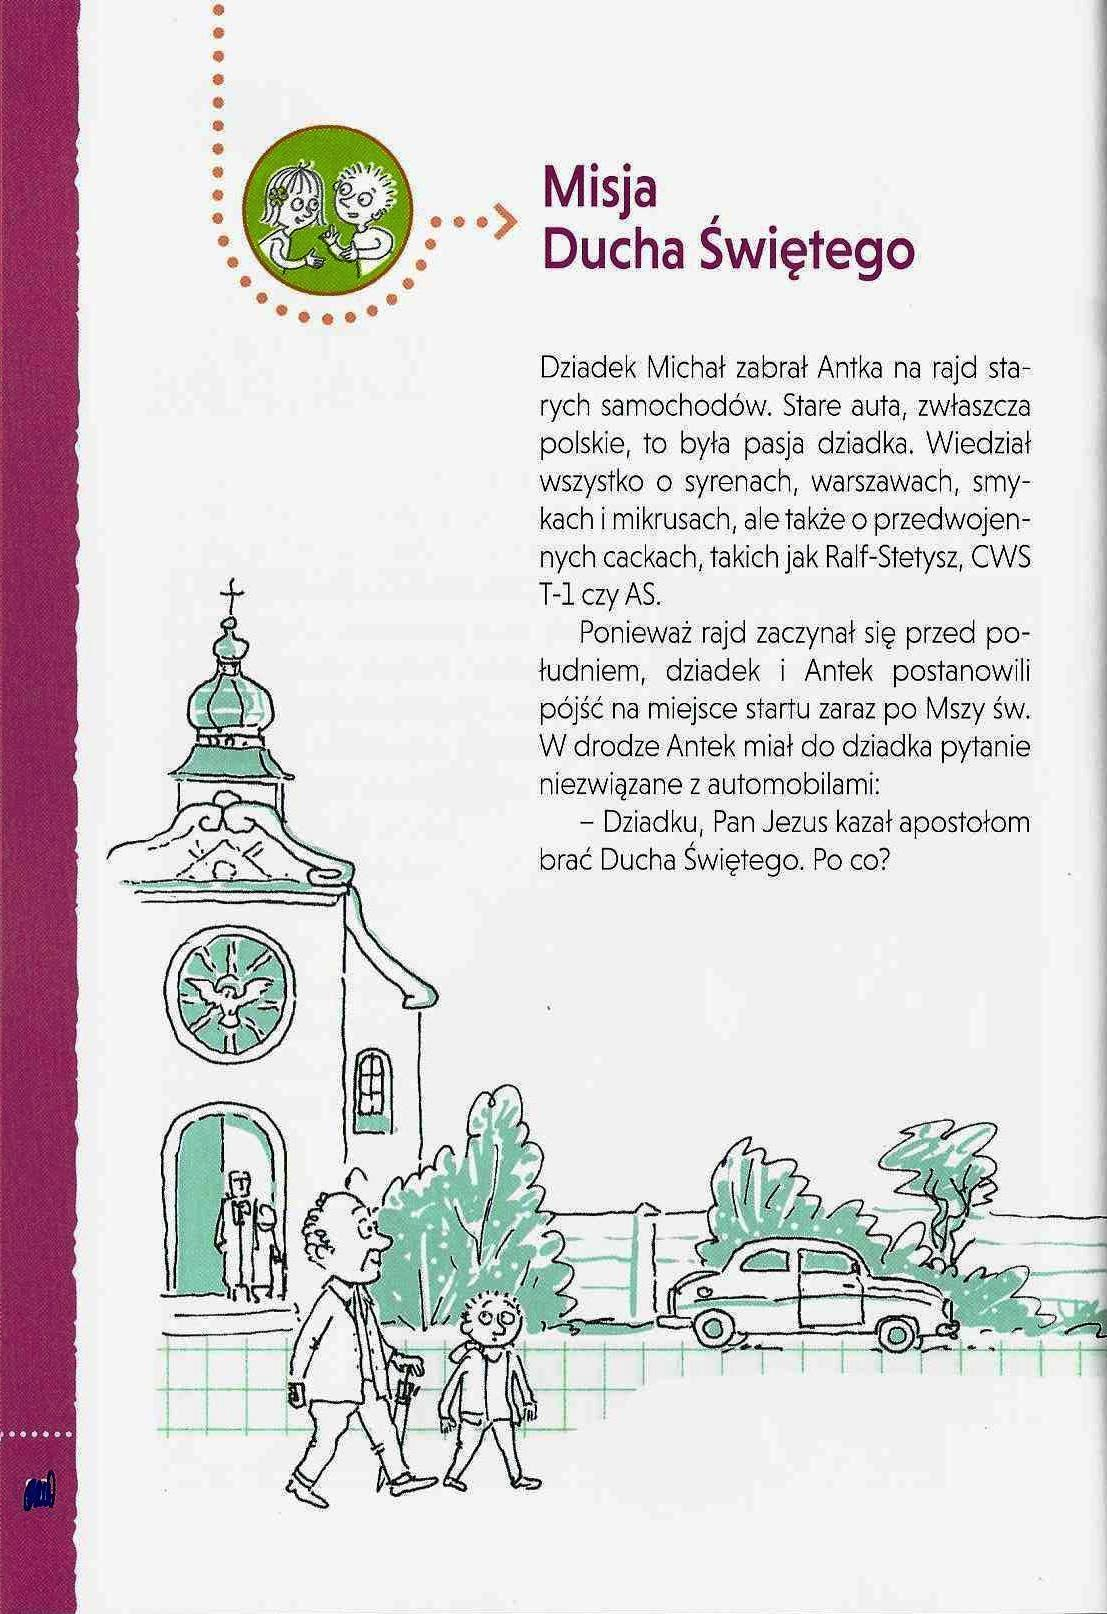 Misja
Ducha Świętego
Dziadek Michał zabrał Antka na rajd sta-
rych samochodów. Stare auta, zwłaszcza
polskie, to była pasja dziadka. Wiedział
wszystko o syrenach, warszawach, smy-
kach i mikrusach, ale także o przedwojen-
nych cackach, takich jak Ralf-Stetysz, CWS
T-1 czy AS.
Ponieważ rajd zaczynał się przed po-
łudniem, dziadek i Antek postanowili
pójść na miejsce startu zaraz po Mszy św.
W drodze Antek miał do dziadka pytanie
niezwiązane z automobilami:
– Dziadku, Pan Jezus kazał apostołom
brać Ducha Świętego. Po co?